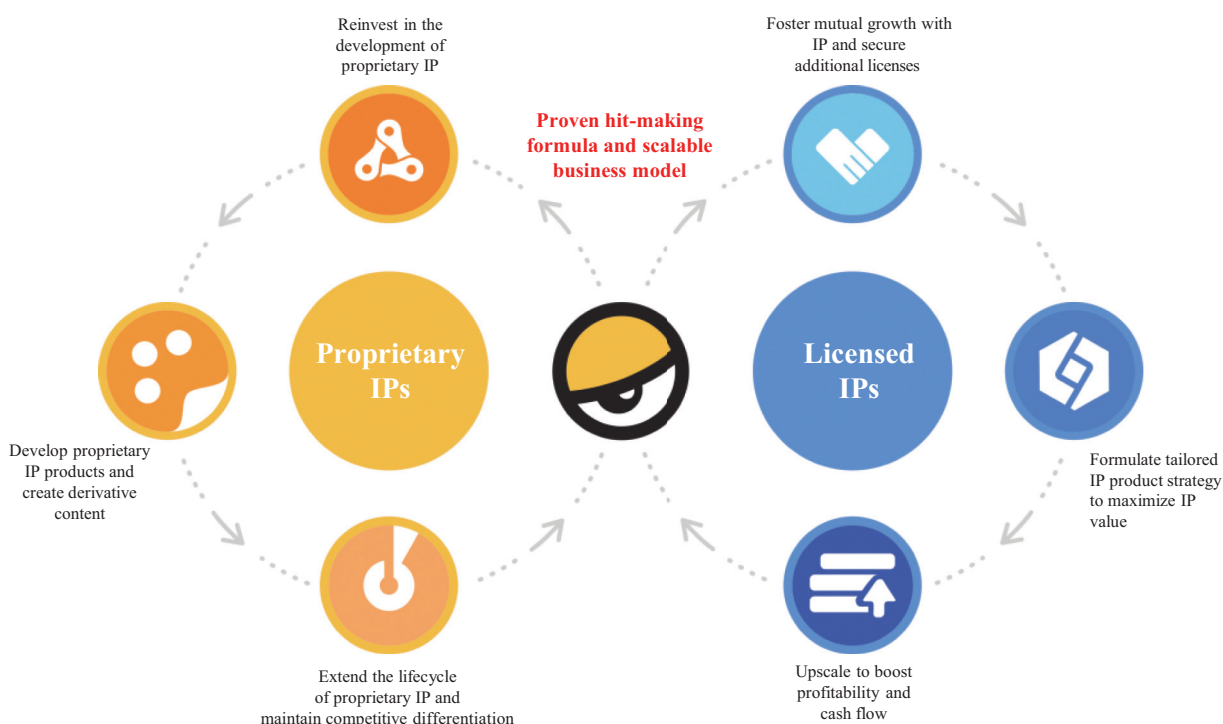 Reinvest in the
development of
proprietary IP
Foster mutual growth with
IP and secure
additional licenses
Proven hit-making
formula and scalable
business model
Proprietary
IPs
Licensed
IPs
Develop proprietary
IP products and
create derivative
content
Formulate tailored
IP product strategy
to maximize IP
value
Extend the lifecycle
of proprietary IP and
maintain competitive differentiation
Upscale to boost
profitability and
cash flow